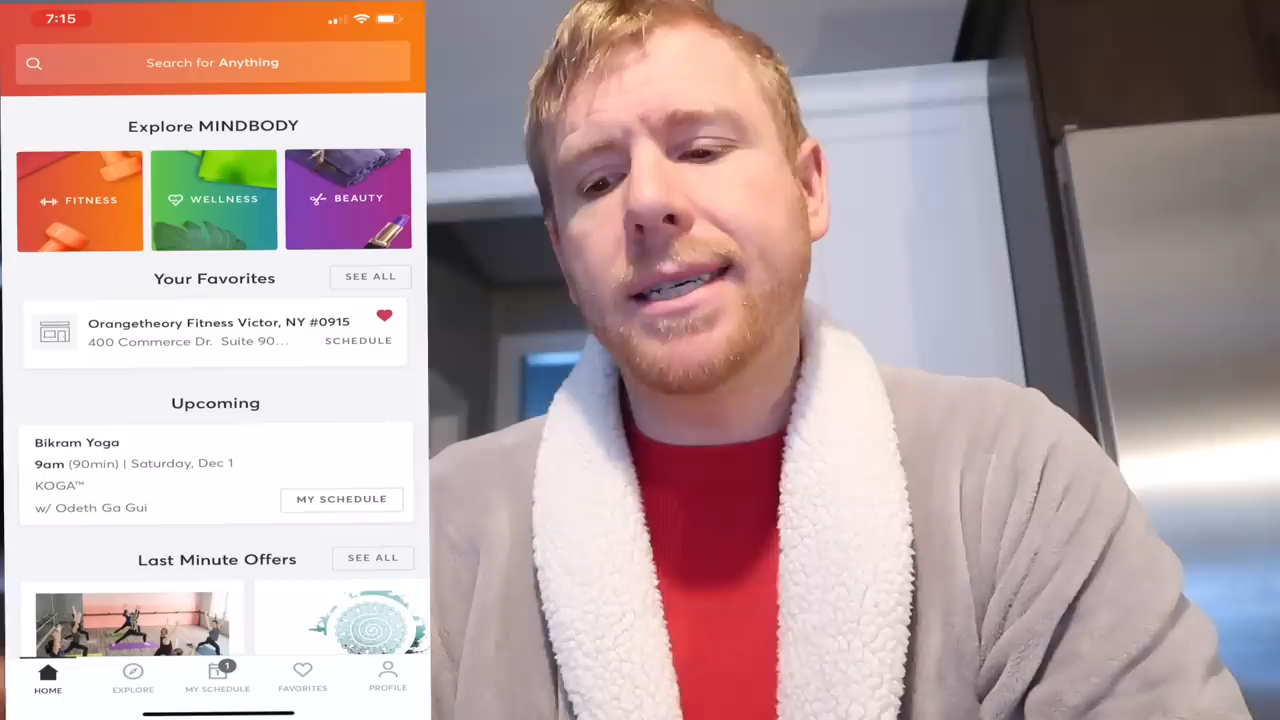 7:15
Search for Anything
Explore MINDBODY
FITNESS
WELLNESS
BEAUTY
Your Favorites
SEE ALL
Orangetheory Fitness Victor, NY #0915
400 Commerce Dr. Suite 90...
SCHEDULE
Upcoming
Bikram Yoga
9am (90min) | Saturday, Dec 1
KOGA™
MY SCHEDULE
w/ Odeth Ga Gui
Last Minute Offers
SEE ALL
1
HOME
EXPLORE
MY SCHEDULE
FAVORITES
PROFILE